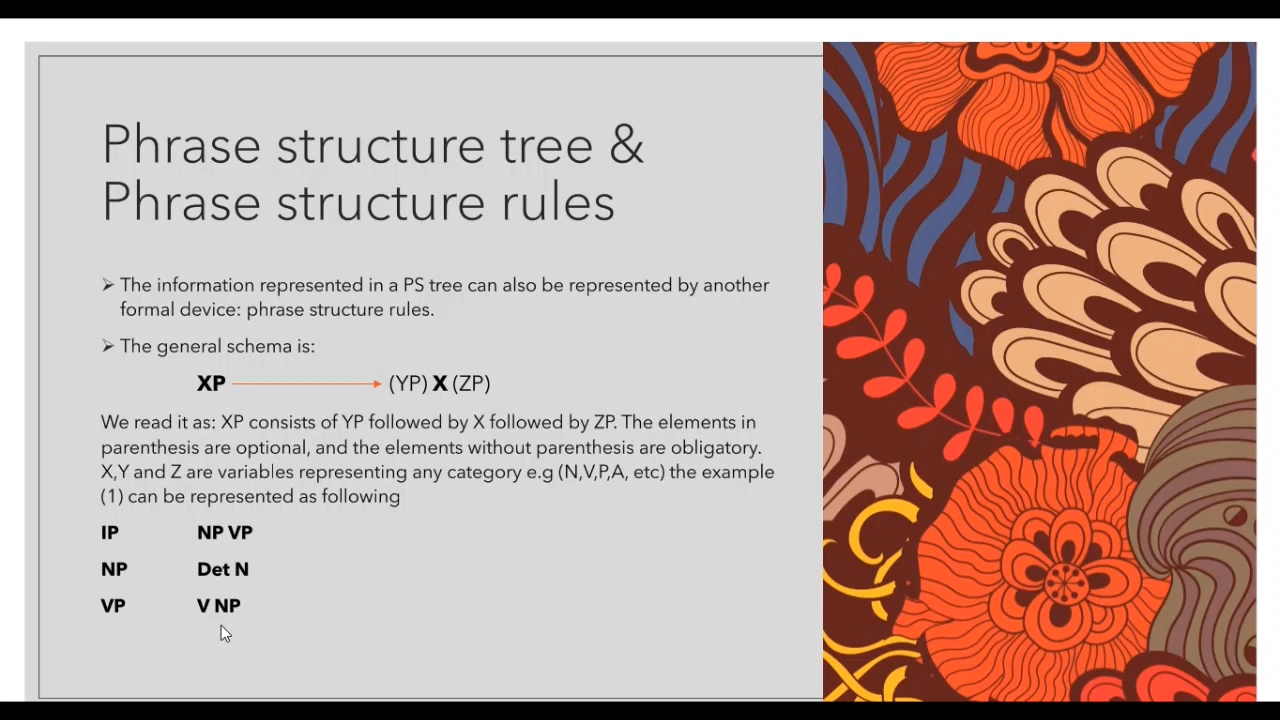 Phrase structure tree &
Phrase structure rules
➢ The information represented in a PS tree can also be represented by another
formal device: phrase structure rules.
➢ The general schema is:
XP → (YP) X (ZP)
We read it as: XP consists of YP followed by X followed by ZP. The elements in
parenthesis are optional, and the elements without parenthesis are obligatory.
X,Y and Z are variables representing any category e.g (N,V,P,A, etc) the example
(1) can be represented as following
IP NP VP
NP Det N
VP V NP